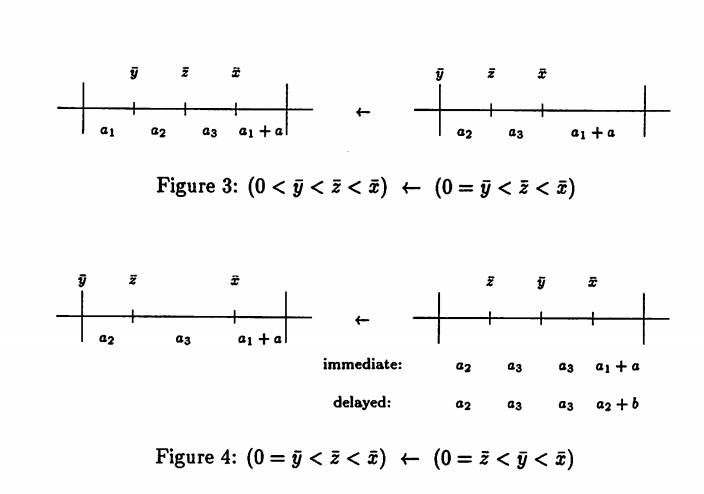 ȳ z̄ x̄ ȳ z̄ x̄
←
a₁ a₂ a₃ a₁ + a a₂ a₃ a₁ + a
Figure 3: (0 < ȳ < z̄ < x̄) ← (0 = ȳ < z̄ < x̄)
ȳ z̄ x̄ z̄ ȳ x̄
←
a₂ a₃ a₁ + a
immediate: a₂ a₃ a₃ a₁ + a
delayed: a₂ a₃ a₃ a₂ + b
Figure 4: (0 = ȳ < z̄ < x̄) ← (0 = z̄ < ȳ < x̄)